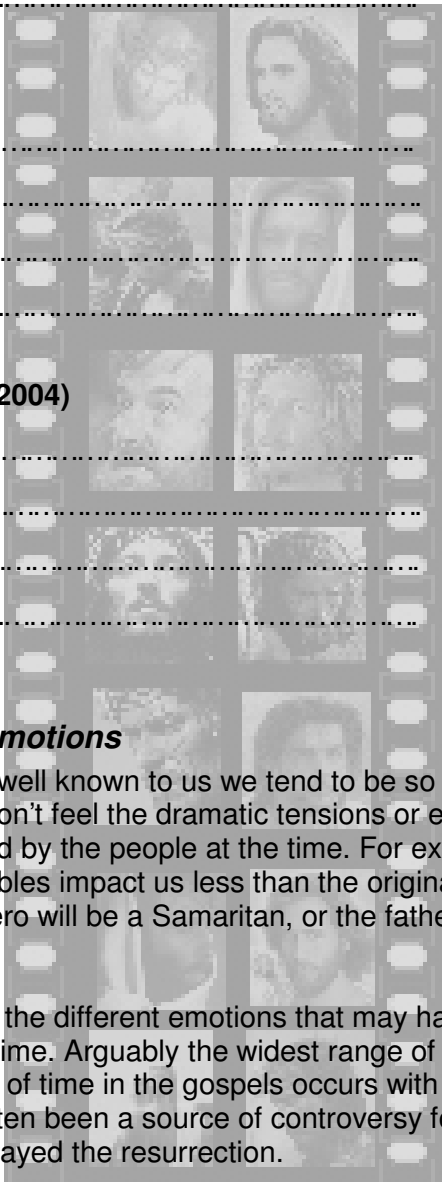 2004)
motions
well known to us we tend to be so
on't feel the dramatic tensions or e
d by the people at the time. For ex
bles impact us less than the origina
ero will be a Samaritan, or the fathe
the different emotions that may ha
ime. Arguably the widest range of
of time in the gospels occurs with
ten been a source of controversy fo
ayed the resurrection.